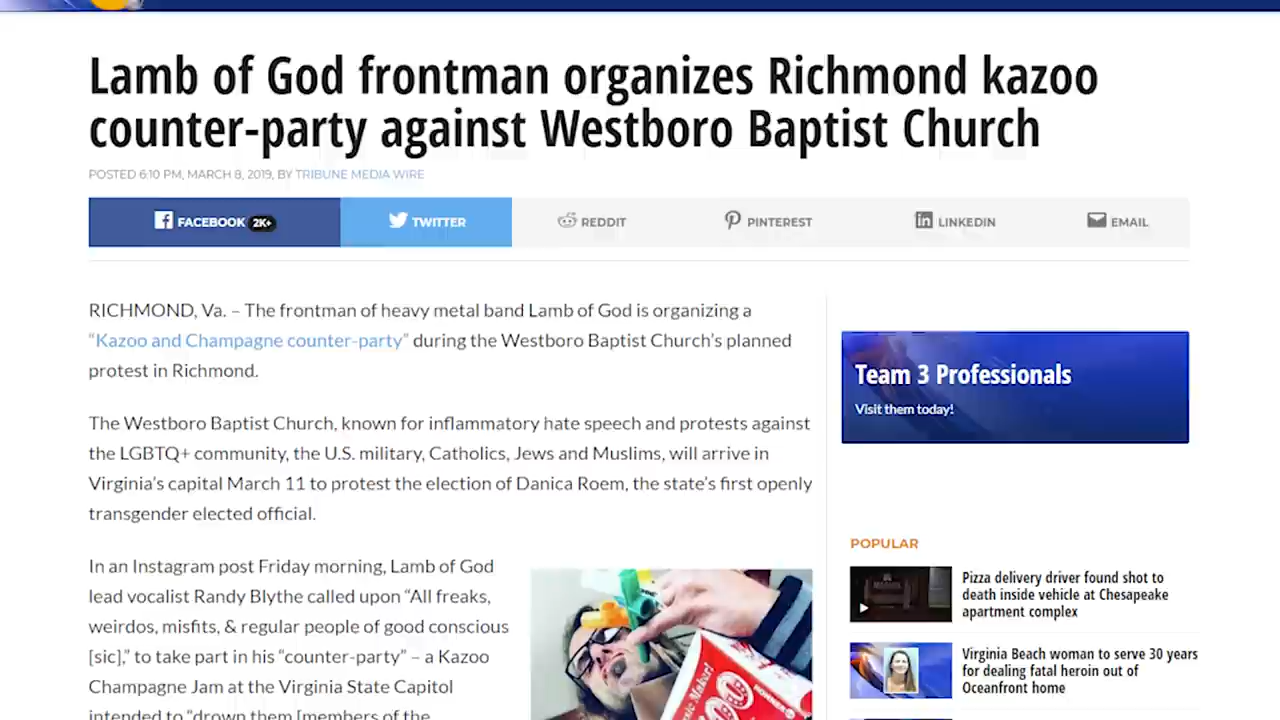 Lamb of God frontman organizes Richmond kazoo
counter-party against Westboro Baptist Church
POSTED 6:10 PM, MARCH 8, 2019, BY TRIBUNE MEDIA WIRE
FACEBOOK 2K+
TWITTER
REDDIT
PINTEREST
LINKEDIN
EMAIL
RICHMOND, Va. – The frontman of heavy metal band Lamb of God is organizing a
“Kazoo and Champagne counter-party” during the Westboro Baptist Church’s planned
protest in Richmond.
The Westboro Baptist Church, known for inflammatory hate speech and protests against
the LGBTQ+ community, the U.S. military, Catholics, Jews and Muslims, will arrive in
Virginia’s capital March 11 to protest the election of Danica Roem, the state’s first openly
transgender elected official.
In an Instagram post Friday morning, Lamb of God
lead vocalist Randy Blythe called upon “All freaks,
weirdos, misfits, & regular people of good conscious
[sic],” to take part in his “counter-party” – a Kazoo
Champagne Jam at the Virginia State Capitol
intended to “drown them [members of the
Team 3 Professionals
Visit them today!
POPULAR
Pizza delivery driver found shot to
death inside vehicle at Chesapeake
apartment complex
Virginia Beach woman to serve 30 years
for dealing fatal heroin out of
Oceanfront home